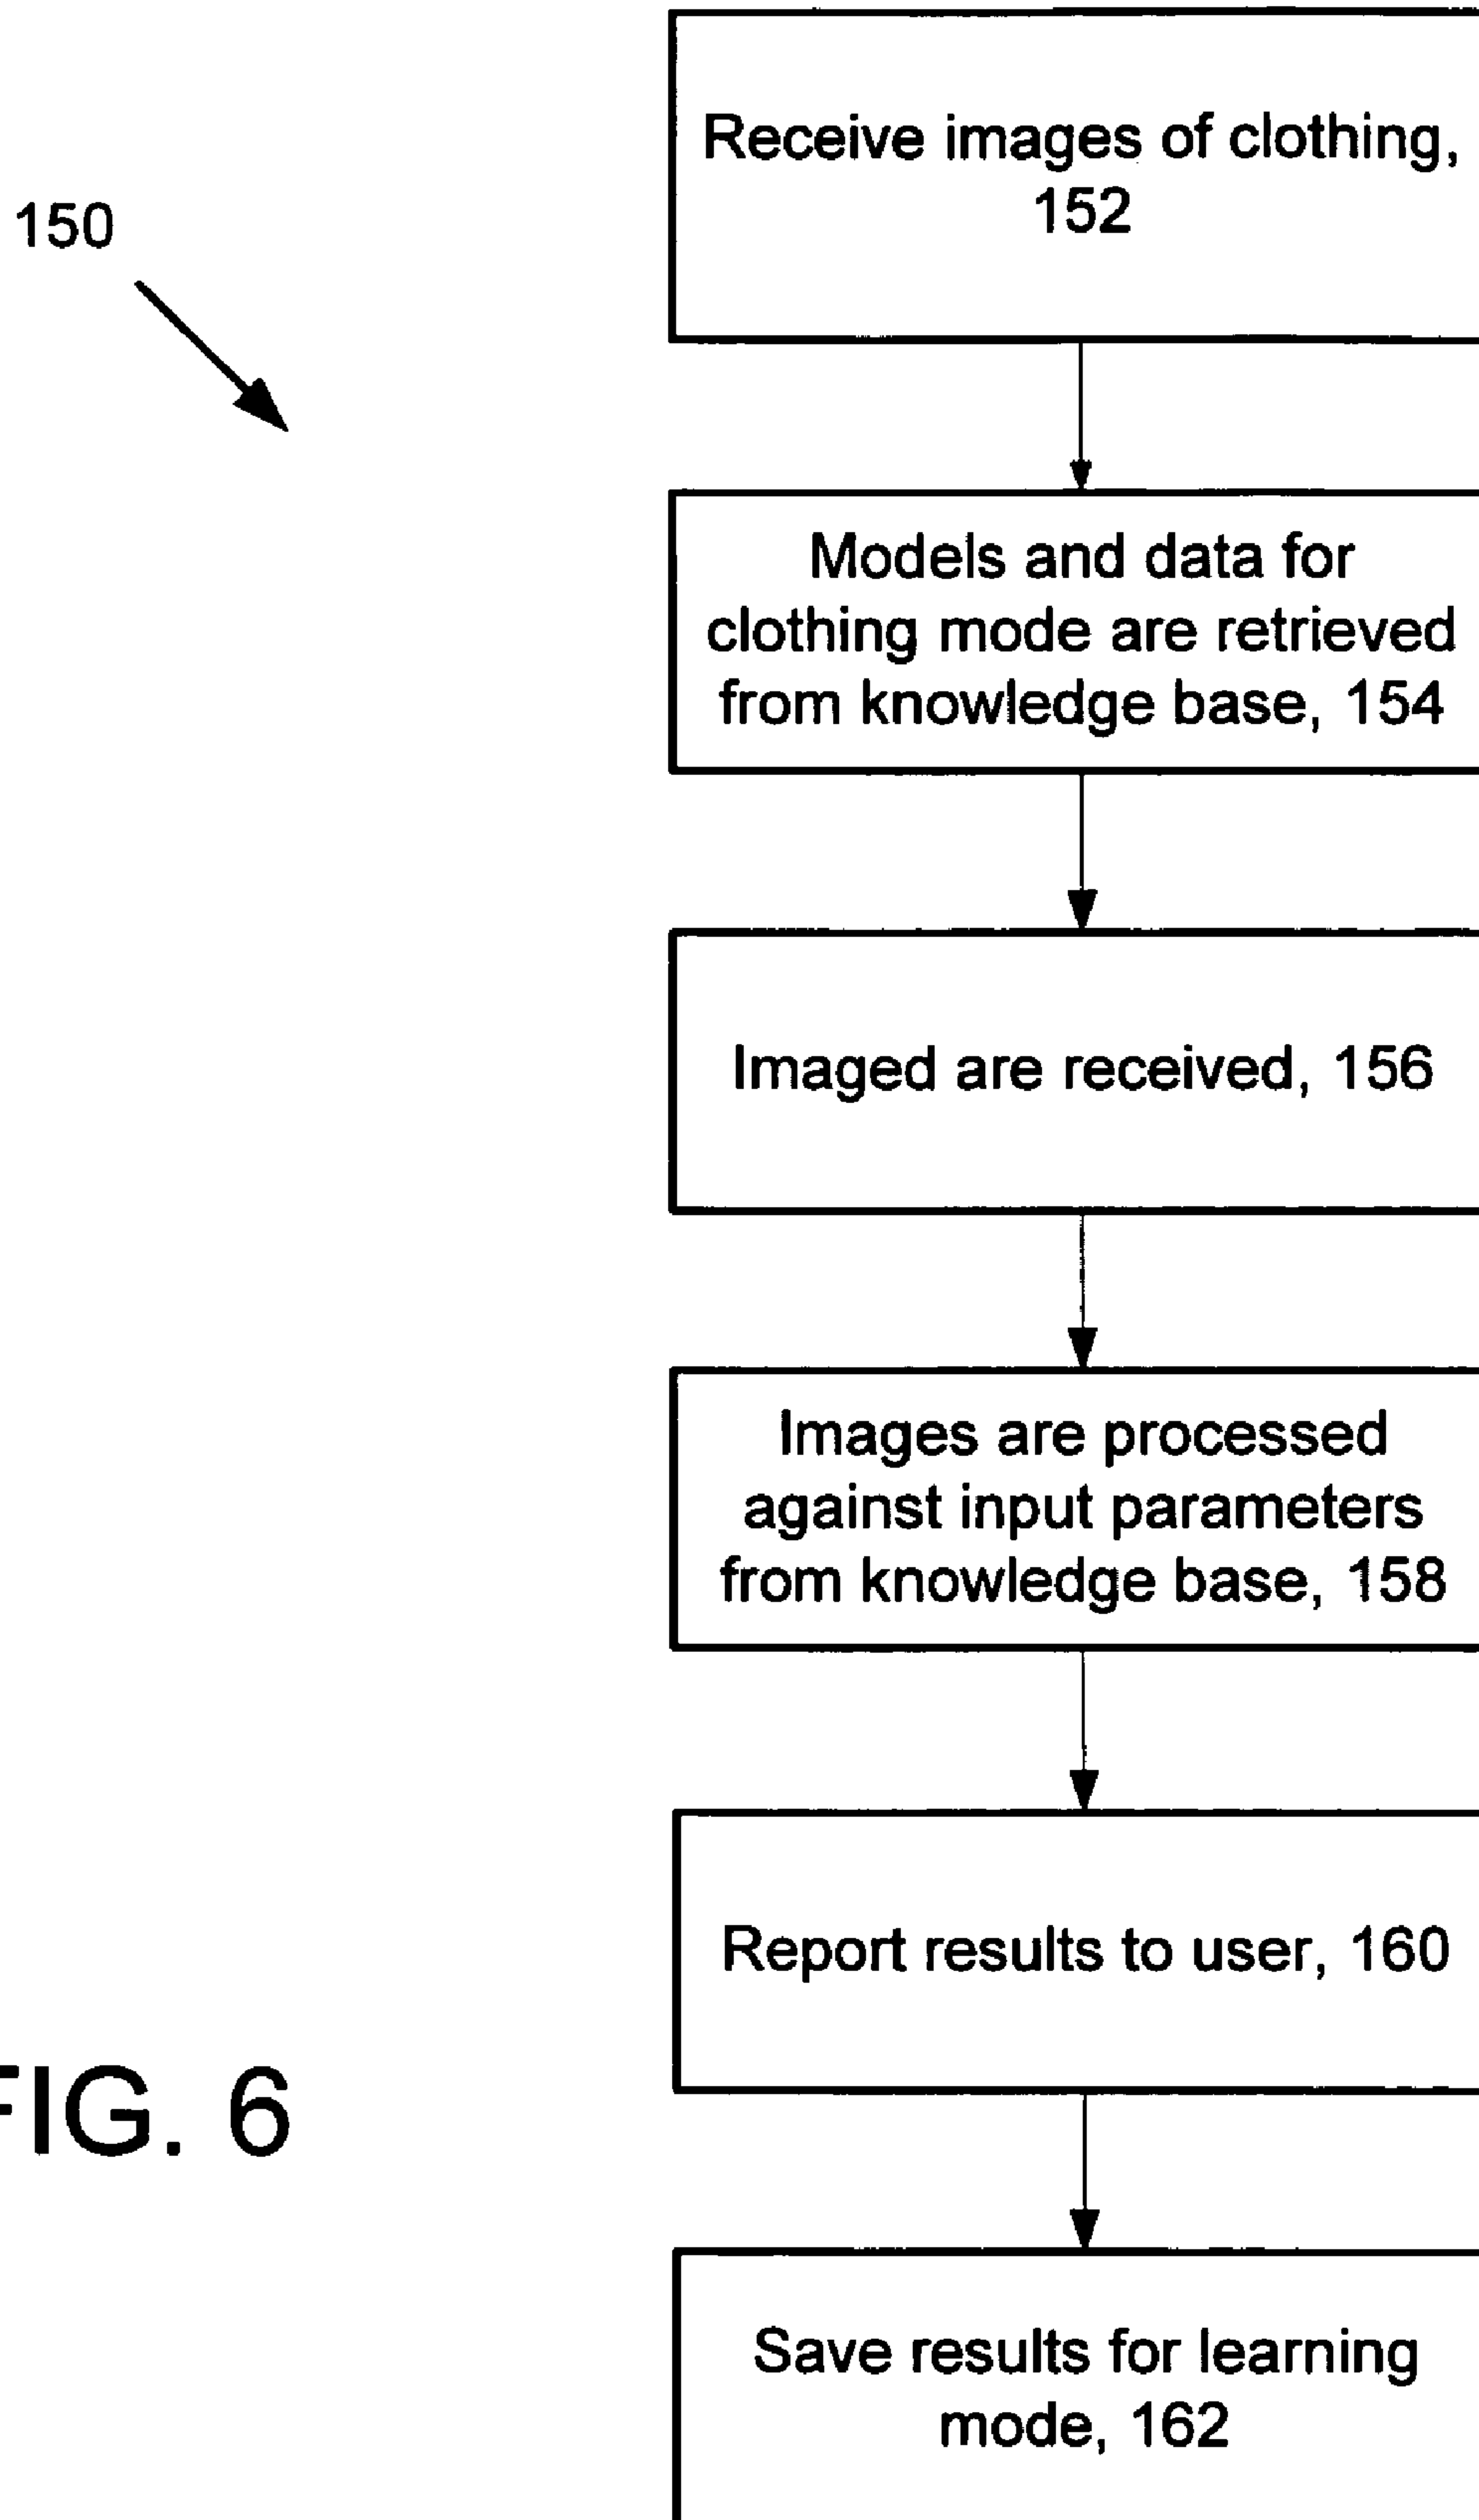 150
Receive images of clothing,
152
Models and data for
clothing mode are retrieved
from knowledge base, 154
Imaged are received, 156
Images are processed
against input parameters
from knowledge base, 158
Report results to user, 160
FIG. 6
Save results for learning
mode, 162